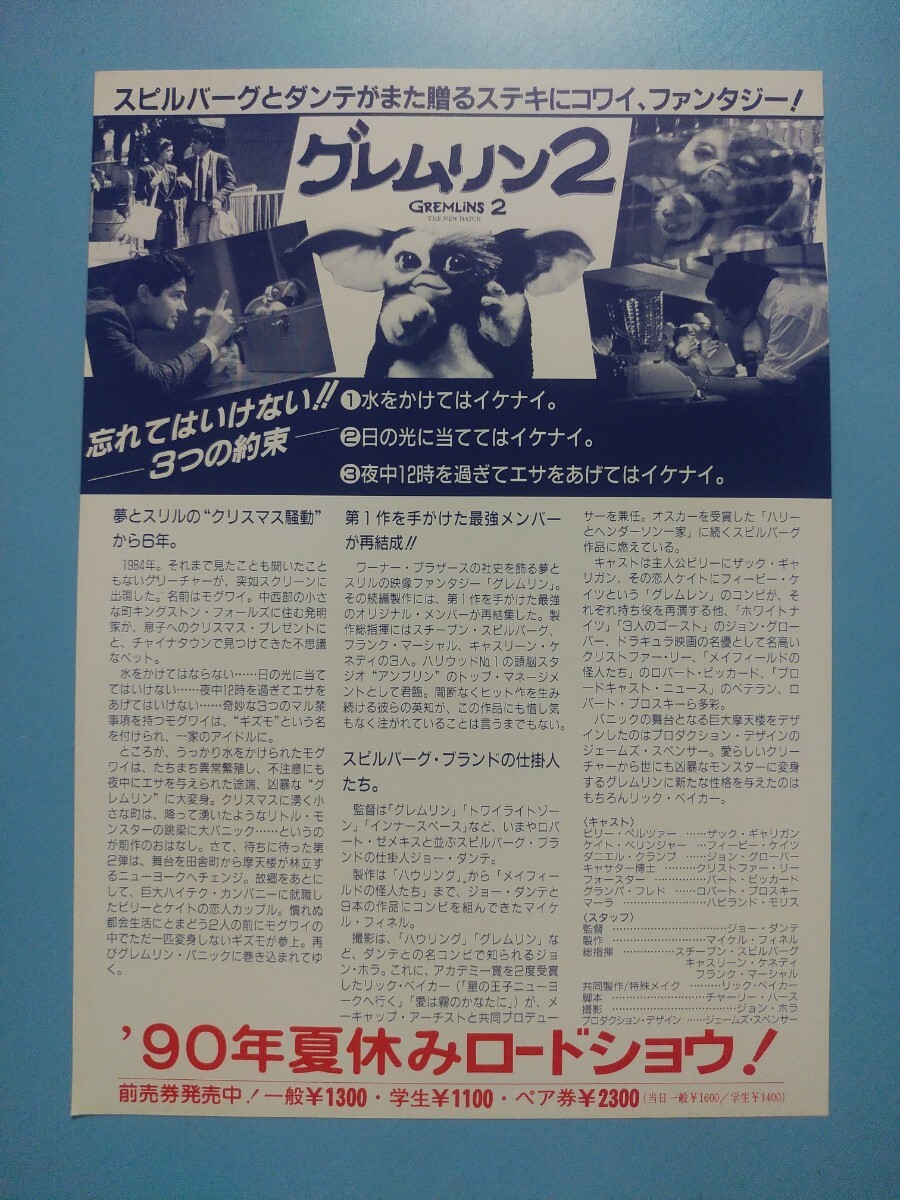 スピルバーグとダンテがまた贈るステキにコワイ、ファンタジー!
グレムリン2
GREMLINS 2
THE NEW BATCH
忘れてはいけない!!
3つの約束
①水をかけてはイケナイ。
②日の光に当ててはイケナイ。
③夜中12時を過ぎてエサをあげてはイケナイ。
夢とスリルの“クリスマス騒動”
から6年。
1984年。それまで見たことも聞いたこと
もないクリーチャーが、突如スクリーンに
出現した。名前はモグワイ。中西部の小さ
な町キングストン・フォールズに住む発明
家が、息子へのクリスマス・プレゼントに
と、チャイナタウンで見つけてきた不思議
なペット。
水をかけてはならない……日の光に当て
てはいけない……夜中12時を過ぎてエサを
あげてはいけない……奇妙な3つのマル禁
事項を持つモグワイは、“ギズモ”という名
を付けられ、一家のアイドルに。
ところが、うっかり水をかけられたモグ
ワイは、たちまち異常繁殖し、不注意にも
夜中にエサを与えられた途端、凶暴な“グ
レムリン”に大変身。クリスマスに湧く小
さな町は、降って湧いたようなリトル・モ
ンスターの跳梁に大パニック……というの
が前作のおはなし。さて、待ちに待った第
2弾は、舞台を田舎町から摩天楼が林立す
るニューヨークへチェンジ。故郷をあとに
して、巨大ハイテク・カンパニーに就職し
たビリーとケイトの恋人カップル。慣れぬ
都会生活にとまどう2人の前にモグワイの
中でただ一匹変身しないギズモが参上。再
びグレムリン・パニックに巻き込まれてゆ
く。
第1作を手がけた最強メンバー
が再結成!!
ワーナー・ブラザースの社史を飾る夢と
スリルの映像ファンタジー「グレムリン」。
その続編製作には、第1作を手がけた最強
のオリジナル・メンバーが再結集した。製
作総指揮にはスチーブン・スピルバーグ、
フランク・マーシャル、キャスリーン・ケ
ネディの3人。ハリウッド№1の頭脳スタ
ジオ“アンブリン”のトップ・マネージメ
ントとして君臨。間断なくヒット作を生み
続ける彼らの英知が、この作品にも惜し気
もなく注がれていることは言うまでもない。
スピルバーグ・ブランドの仕掛人
たち。
監督は「グレムリン」「トワイライトゾー
ン」「インナースペース」など、いまやロバー
ト・ゼメキスと並ぶスピルバーグ・ブラ
ンドの仕掛人ジョー・ダンテ。
製作は「ハウリング」から「メイフィー
ルドの怪人たち」まで、ジョー・ダンテと
9本の作品にコンビを組んできたマイケ
ル・フィネル。
撮影は、「ハウリング」「グレムリン」な
ど、ダンテとの名コンビで知られるジョ
ン・ホラ。これに、アカデミー賞を2度受賞
したリック・ベイカー(「星の王子ニューヨ
ークへ行く」「愛は霧のかなたに」)が、メ
ーキャップ・アーチストと共同プロデュー
サーを兼任。オスカーを受賞した「ハリー
とヘンダーソン一家」に続くスピルバーグ
作品に燃えている。
キャストは主人公ビリーにザック・ギャ
リガン、その恋人ケイトにフィービー・ケ
イツという「グレムレン」のコンビが、そ
れぞれ持ち役を再演する他、「ホワイトナ
イツ」「3人のゴースト」のジョン・グロー
バー、ドラキュラ映画の名優として名高い
クリストファー・リー、「メイフィールドの
怪人たち」のロバート・ピッカード、「ブロ
ードキャスト・ニュース」のベテラン、ロ
バート・プロスキーら多彩。
パニックの舞台となる巨大摩天楼をデザ
インしたのはプロダクション・デザインの
ジェームズ・スペンサー。愛らしいクリー
チャーから世にも凶暴なモンスターに変身
するグレムリンに新たな性格を与えたのは
もちろんリック・ベイカー。
〈キャスト〉
ビリー・ペルツァー……ザック・ギャリガン
ケイト・ベリンジャー…フィービー・ケイツ
ダニエル・クランプ……ジョン・グローバー
キャサター博士………クリストファー・リー
フォースター…………バート・ピッカード
グランパ・フレド……ロバート・プロスキー
マーラ…………………ハビランド・モリス
〈スタッフ〉
監督……………………ジョー・ダンテ
製作…………………マイケル・フィネル
総指揮…………スチーブン・スピルバーグ
キャスリーン・ケネディ
フランク・マーシャル
共同製作/特殊メイク………リック・ベイカー
脚本…………………チャーリー・ハース
撮影……………………ジョン・ホラ
プロダクション・デザイン……ジェームズ・スペンサー
’90年夏休みロードショウ!
前売券発売中!一般¥1300・学生¥1100・ペア券¥2300(当日一般¥1600/学生¥1400)